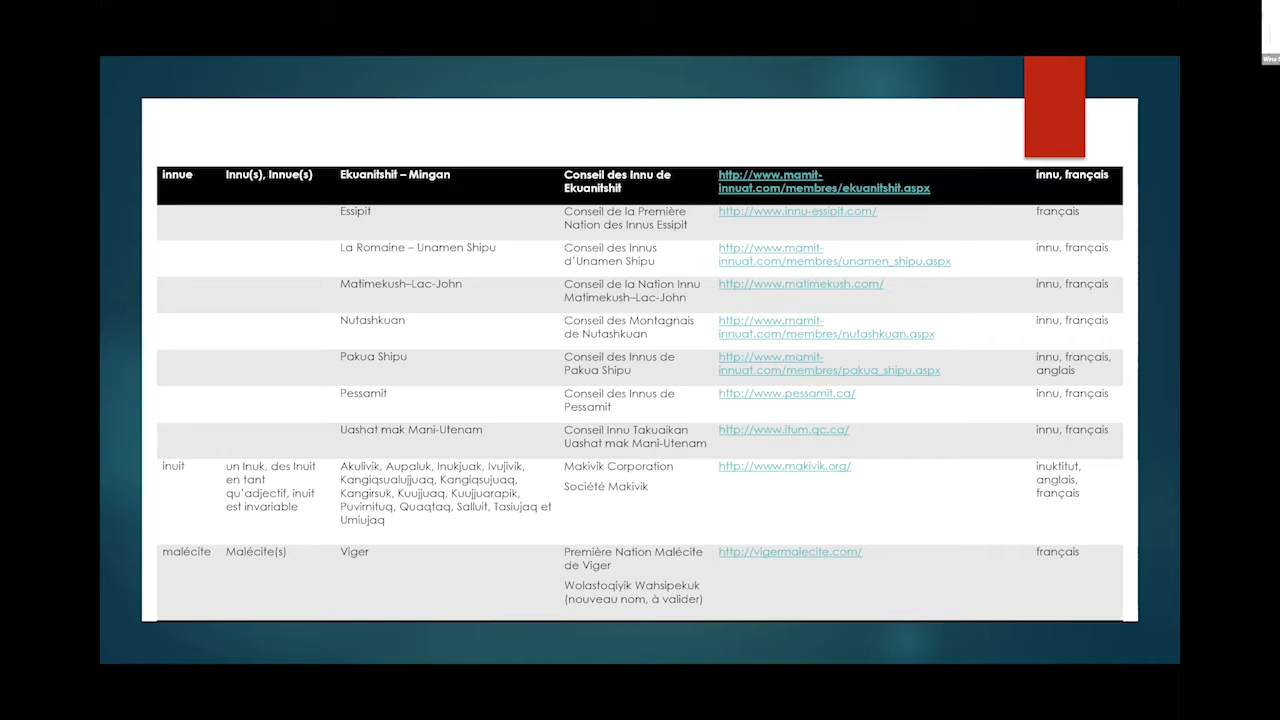 innue Innu(s), Innue(s) Ekuanitshit – Mingan Conseil des Innu de http://www.mamit- innu, français
Ekuanitshit innuat.com/membres/ekuanitshit.aspx
Essipit Conseil de la Première http://www.innu-essipit.com/ français
Nation des Innus Essipit
La Romaine – Unamen Shipu Conseil des Innus http://www.mamit- innu, français
d’Unamen Shipu innuat.com/membres/unamen_shipu.aspx
Matimekush–Lac-John Conseil de la Nation Innu http://www.matimekush.com/ innu, français
Matimekush–Lac-John
Nutashkuan Conseil des Montagnais http://www.mamit- innu, français
de Nutashkuan innuat.com/membres/nutashkuan.aspx
Pakua Shipu Conseil des Innus de http://www.mamit- innu, français,
Pakua Shipu innuat.com/membres/pakua_shipu.aspx anglais
Pessamit Conseil des Innus de http://www.pessamit.ca/ innu, français
Pessamit
Uashat mak Mani-Utenam Conseil Innu Takuaikan http://www.itum.qc.ca/ innu, français
Uashat mak Mani-Utenam
inuit un Inuk, des Inuit Akulivik, Aupaluk, Inukjuak, Ivujivik, Makivik Corporation http://www.makivik.org/ inuktitut,
en tant Kangiqsualujjuaq, Kangiqsujuaq, anglais,
qu’adjectif, inuit Kangirsuk, Kuujjuaq, Kuujjuarapik, Société Makivik français
est invariable Puvirnituq, Quaqtaq, Salluit, Tasiujaq et
Umiujaq
malécite Malécite(s) Viger Première Nation Malécite http://vigermalecite.com/ français
de Viger
Wolastoqiyik Wahsipekuk
(nouveau nom, à valider)